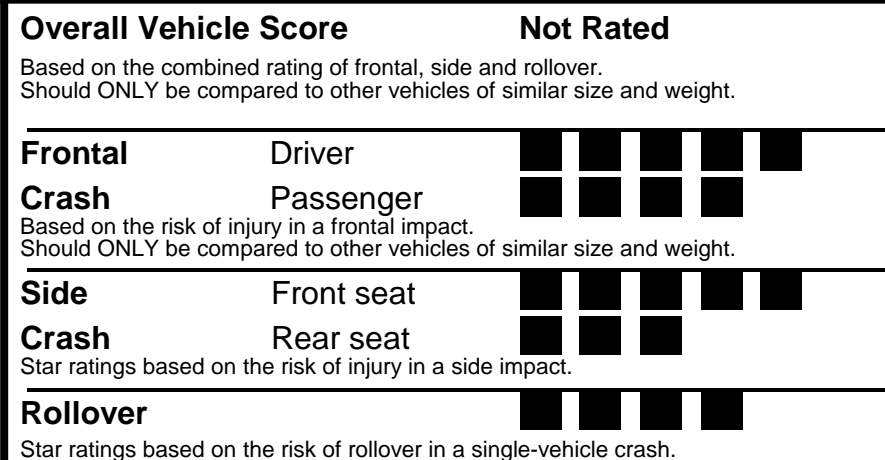 Overall Vehicle Score Not Rated
Based on the combined rating of frontal, side and rollover.
Should ONLY be compared to other vehicles of similar size and weight.
Frontal Driver
Crash Passenger
Based on the risk of injury in a frontal impact.
Should ONLY be compared to other vehicles of similar size and weight.
Side Front seat
Crash Rear seat
Star ratings based on the risk of injury in a side impact.
Rollover
Star ratings based on the risk of rollover in a single-vehicle crash.